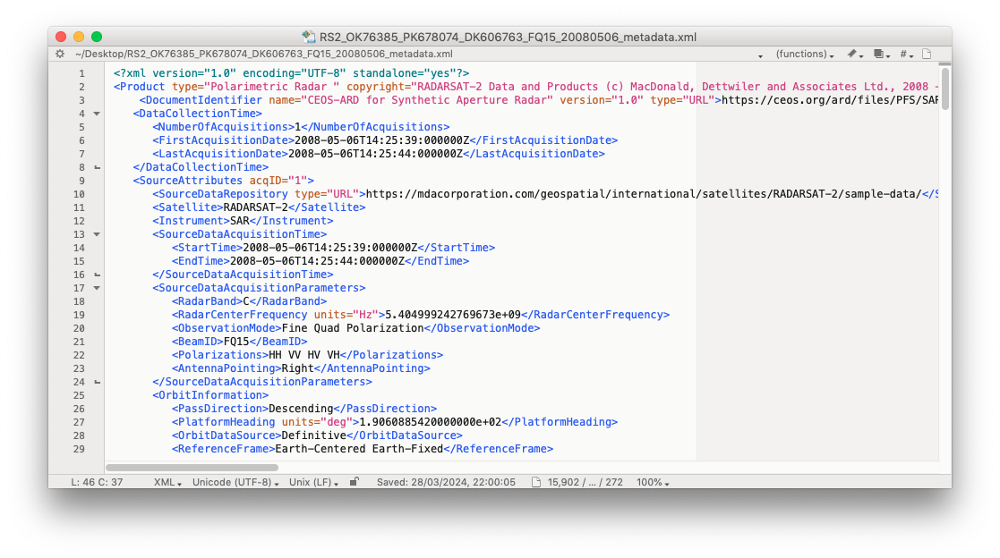 RS2_OK76385_PK678074_DK606763_FQ15_20080506_metadata.xml
~/Desktop/RS2_OK76385_PK678074_DK606763_FQ15_20080506_metadata.xml (functions) #
1 <?xml version="1.0" encoding="UTF-8" standalone="yes"?>
2 <Product type="Polarimetric Radar " copyright="RADARSAT-2 Data and Products (c) MacDonald, Dettwiler and Associates Ltd., 2008 -
3 <DocumentIdentifier name="CEOS-ARD for Synthetic Aperture Radar" version="1.0" type="URL">https://ceos.org/ard/files/PFS/SAR
4 <DataCollectionTime>
5 <NumberOfAcquisitions>1</NumberOfAcquisitions>
6 <FirstAcquisitionDate>2008-05-06T14:25:39:000000Z</FirstAcquisitionDate>
7 <LastAcquisitionDate>2008-05-06T14:25:44:000000Z</LastAcquisitionDate>
8 </DataCollectionTime>
9 <SourceAttributes acqID="1">
10 <SourceDataRepository type="URL">https://mdacorporation.com/geospatial/international/satellites/RADARSAT-2/sample-data/</S
11 <Satellite>RADARSAT-2</Satellite>
12 <Instrument>SAR</Instrument>
13 <SourceDataAcquisitionTime>
14 <StartTime>2008-05-06T14:25:39:000000Z</StartTime>
15 <EndTime>2008-05-06T14:25:44:000000Z</EndTime>
16 </SourceDataAcquisitionTime>
17 <SourceDataAcquisitionParameters>
18 <RadarBand>C</RadarBand>
19 <RadarCenterFrequency units="Hz">5.404999242769673e+09</RadarCenterFrequency>
20 <ObservationMode>Fine Quad Polarization</ObservationMode>
21 <BeamID>FQ15</BeamID>
22 <Polarizations>HH VV HV VH</Polarizations>
23 <AntennaPointing>Right</AntennaPointing>
24 </SourceDataAcquisitionParameters>
25 <OrbitInformation>
26 <PassDirection>Descending</PassDirection>
27 <PlatformHeading units="deg">1.9060885420000000e+02</PlatformHeading>
28 <OrbitDataSource>Definitive</OrbitDataSource>
29 <ReferenceFrame>Earth-Centered Earth-Fixed</ReferenceFrame>
L: 46 C: 37 XML Unicode (UTF-8) Unix (LF) Saved: 28/03/2024, 22:00:05 15,902 / ... / 272 100%